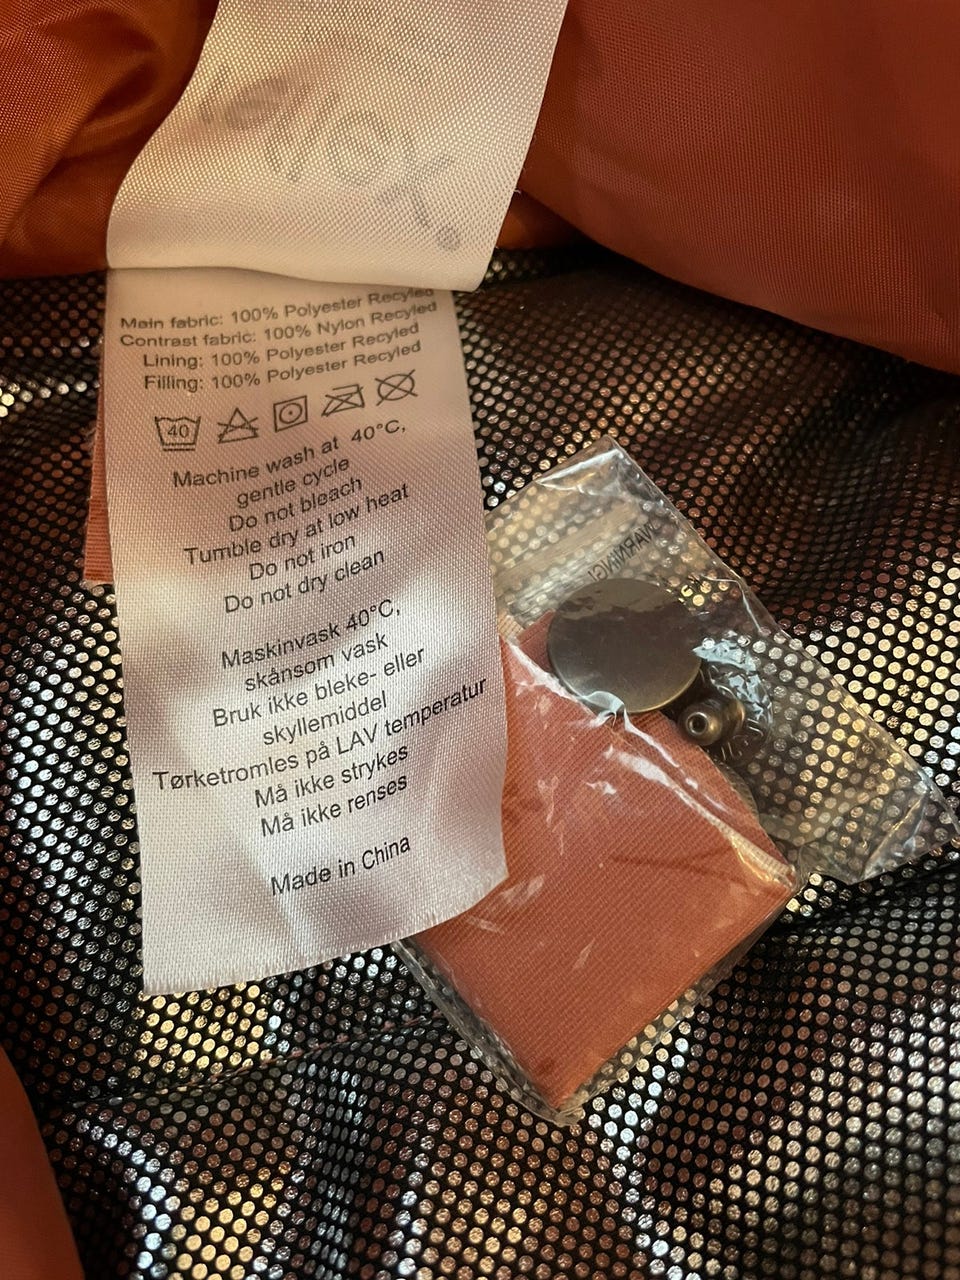 Main fabric: 100% Polyester Recyled
Contrast fabric: 100% Nylon Recyled
Lining: 100% Polyester Recyled
Filling: 100% Polyester Recyled
40
Machine wash at 40°C,
gentle cycle
Do not bleach
Tumble dry at low heat
Do not iron
Do not dry clean
Maskinvask 40°C,
skånsom vask
Bruk ikke bleke- eller
skyllemiddel
Tørketromles på LAV temperatur
Må ikke strykes
Må ikke renses
Made in China
WARNING!